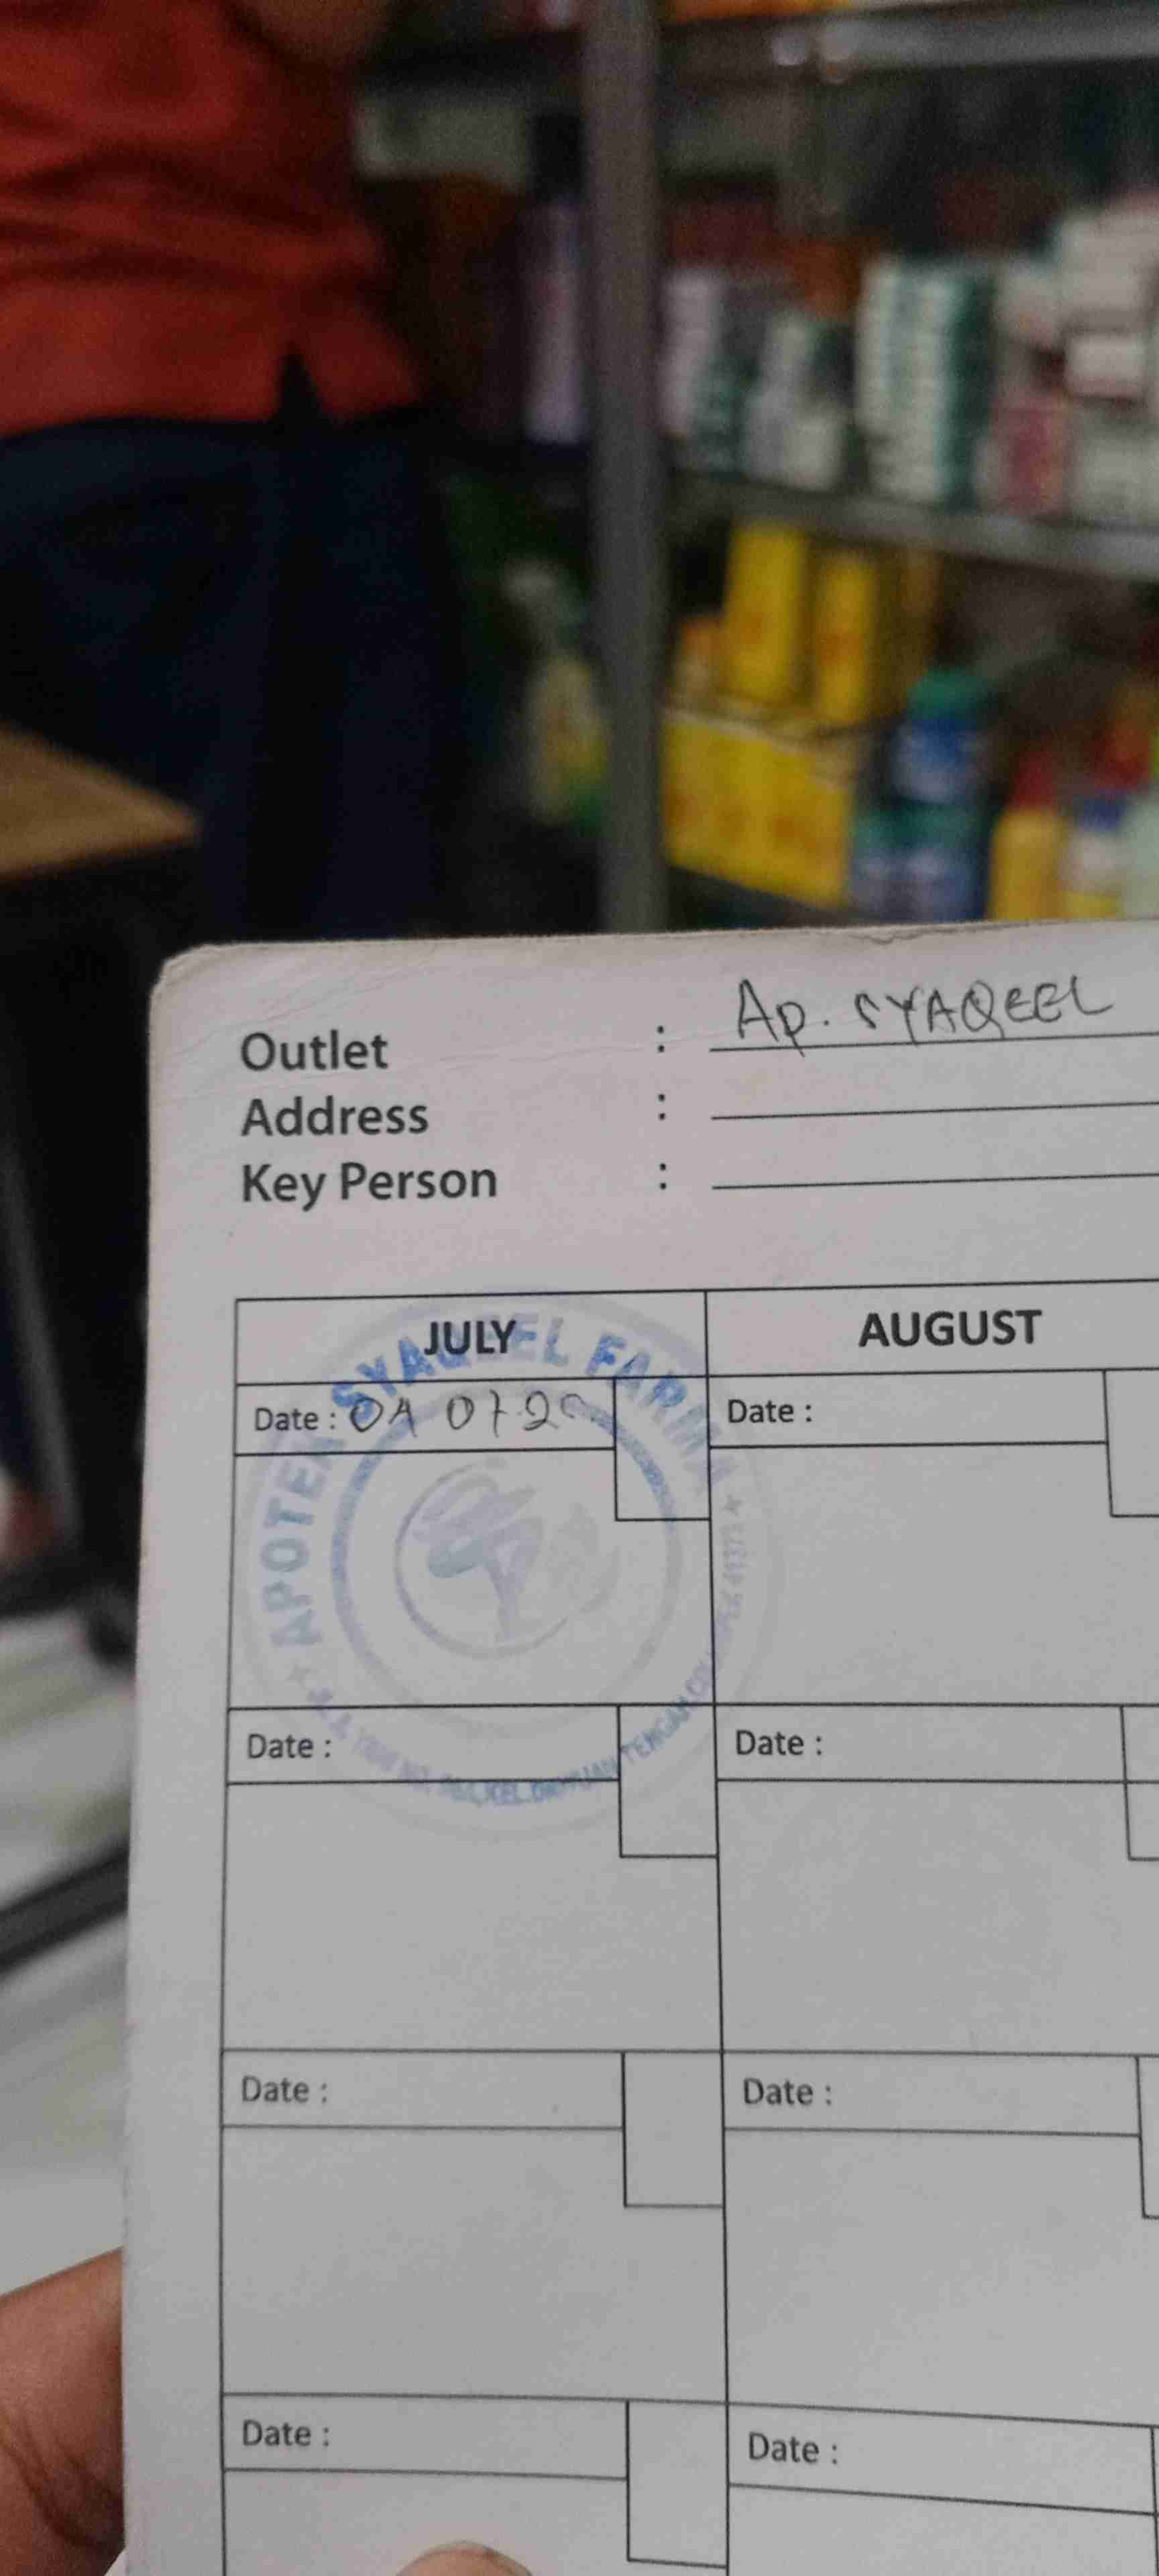 Outlet : Ap. SYAQEEL
Address :
Key Person :
JULY AUGUST
APOTEK SYAQEEL FARMA
Date : 04 07 Date :
Date : Date :
Date : Date :
Date : Date :